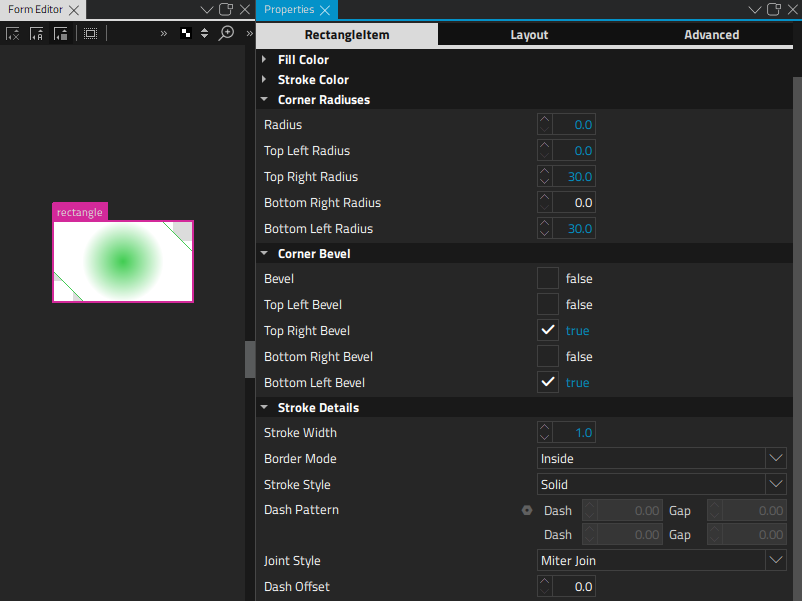 Form Editor
Properties
RectangleItem Layout Advanced
Fill Color
Stroke Color
Corner Radiuses
Radius 0.0
Top Left Radius 0.0
Top Right Radius 30.0
Bottom Right Radius 0.0
Bottom Left Radius 30.0
rectangle
Corner Bevel
Bevel false
Top Left Bevel false
Top Right Bevel true
Bottom Right Bevel false
Bottom Left Bevel true
Stroke Details
Stroke Width 1.0
Border Mode Inside
Stroke Style Solid
Dash Pattern Dash 0.00 Gap 0.00
Dash 0.00 Gap 0.00
Joint Style Miter Join
Dash Offset 0.0